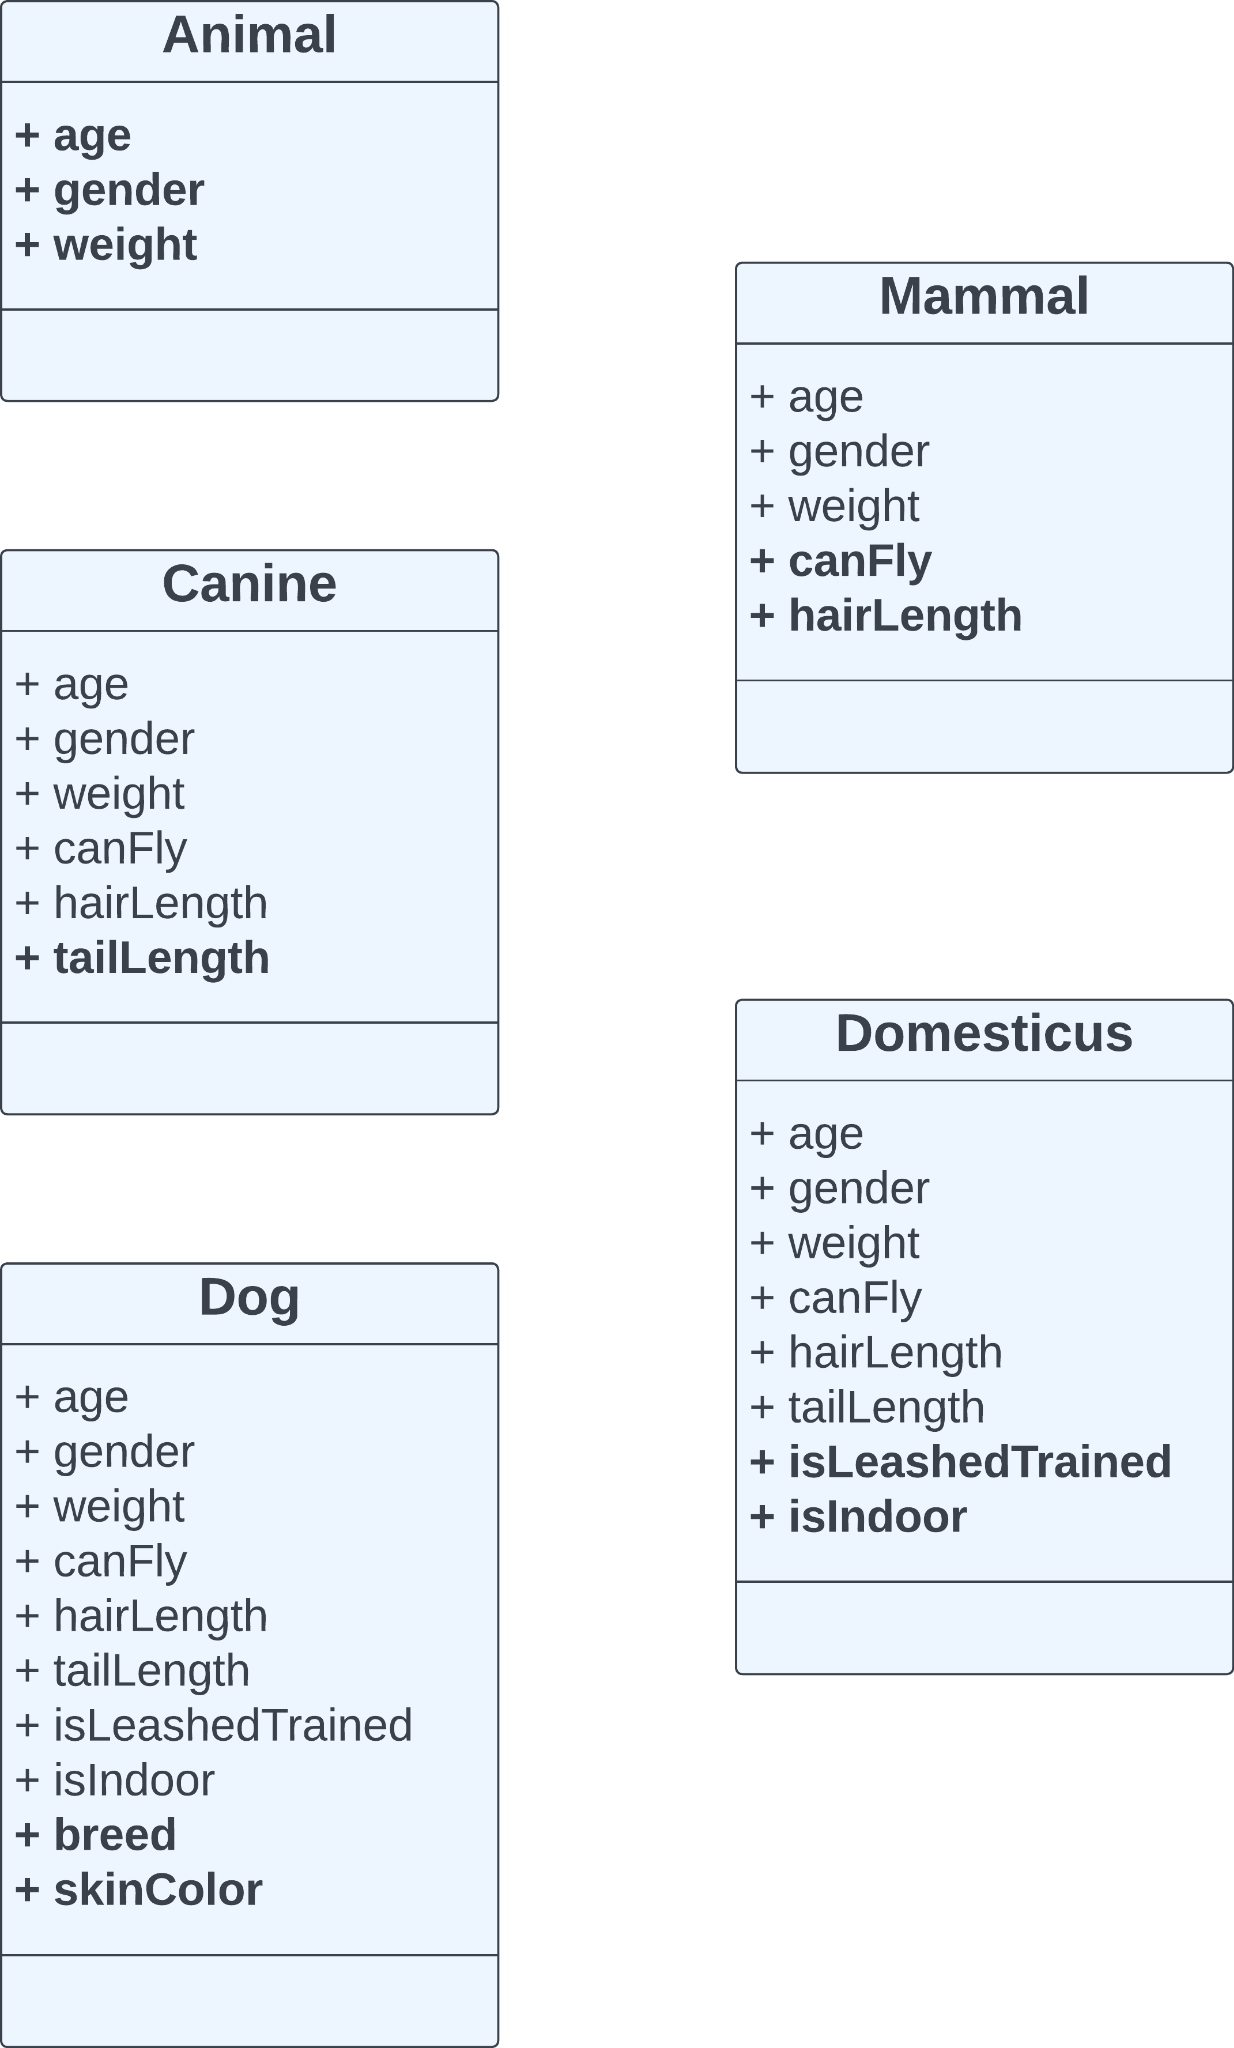 Animal
+ age
+ gender
+ weight
Mammal
+ age
+ gender
+ weight
+ canFly
+ hairLength
Canine
+ age
+ gender
+ weight
+ canFly
+ hairLength
+ tailLength
Domesticus
+ age
+ gender
+ weight
+ canFly
+ hairLength
+ tailLength
+ isLeashedTrained
+ isIndoor
Dog
+ age
+ gender
+ weight
+ canFly
+ hairLength
+ tailLength
+ isLeashedTrained
+ isIndoor
+ breed
+ skinColor